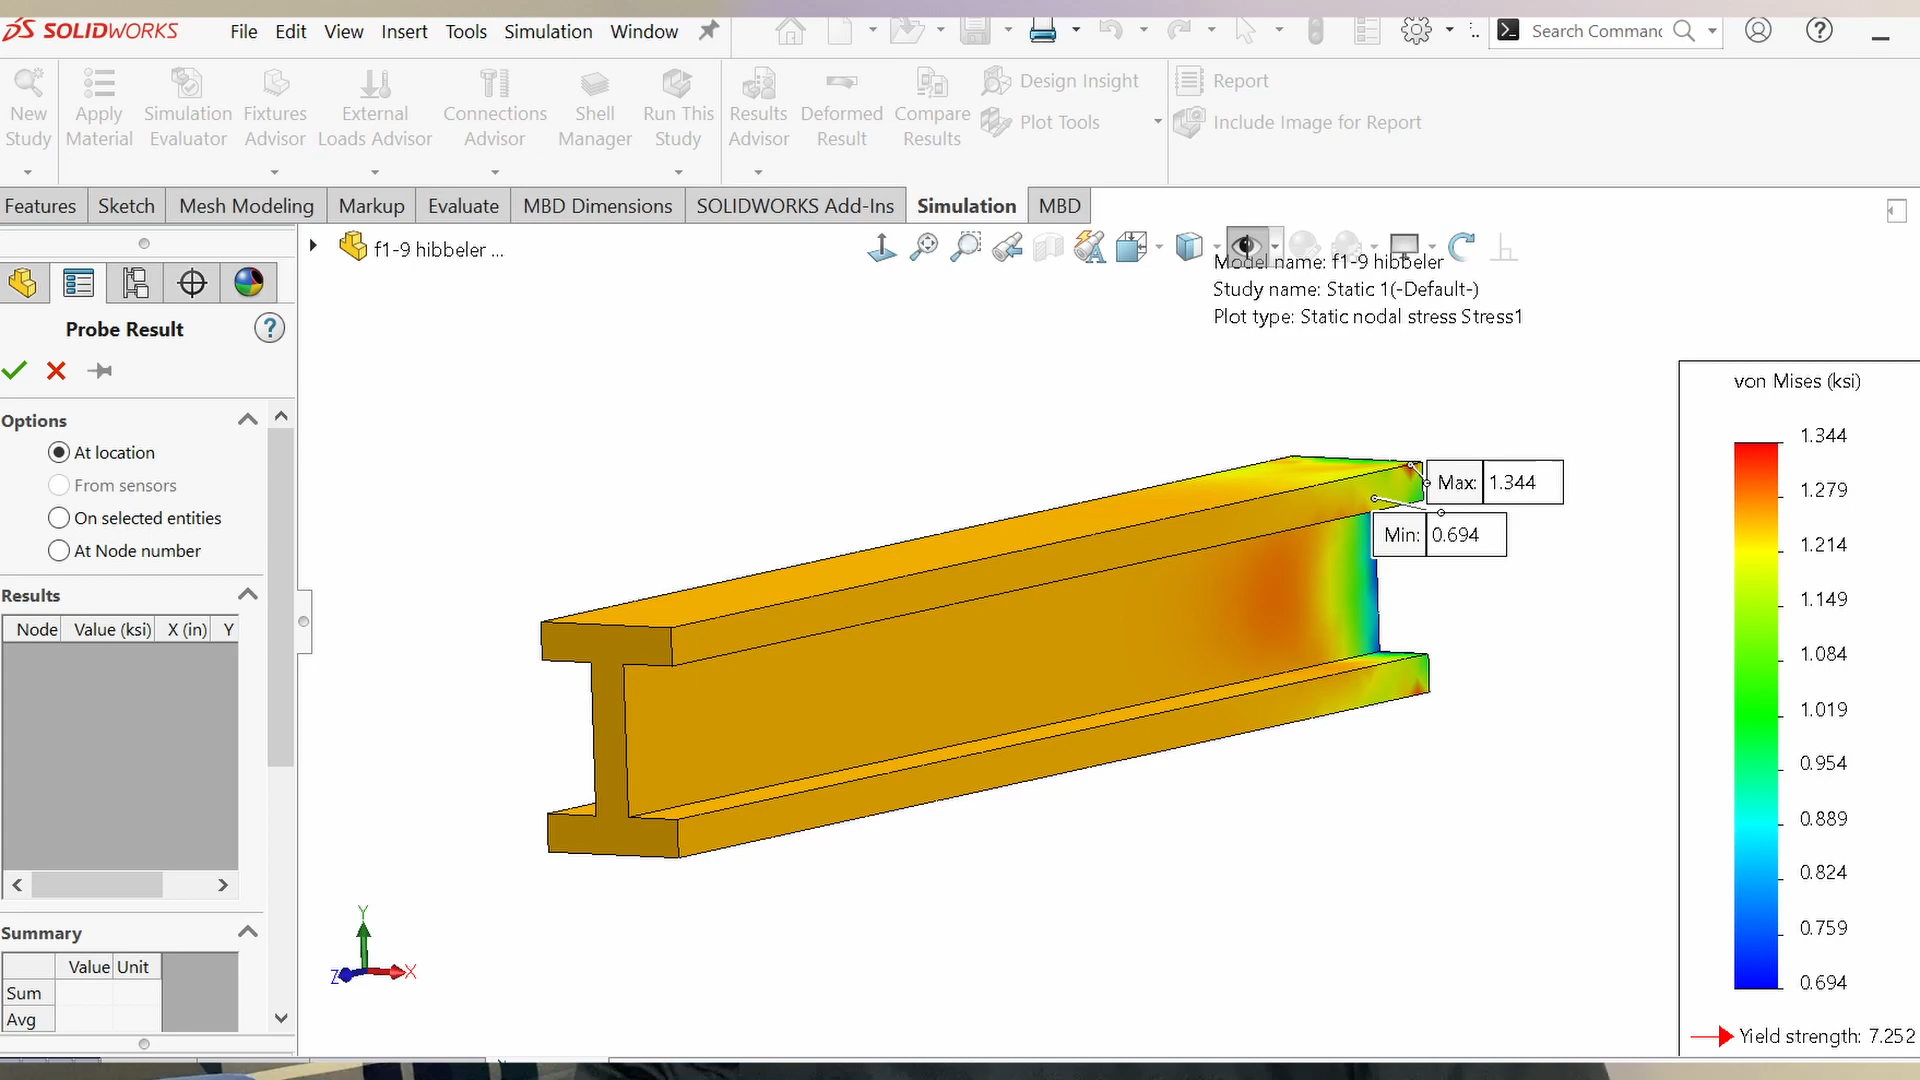 SOLIDWORKS
File Edit View Insert Tools Simulation Window
Search Commanc
New Study
Apply Material
Simulation Evaluator
Fixtures Advisor
External Loads Advisor
Connections Advisor
Shell Manager
Run This Study
Results Advisor
Deformed Result
Compare Results
Design Insight
Plot Tools
Report
Include Image for Report
Features Sketch Mesh Modeling Markup Evaluate MBD Dimensions SOLIDWORKS Add-Ins Simulation MBD
f1-9 hibbeler ...
Model name: f1-9 hibbeler
Study name: Static 1(-Default-)
Plot type: Static nodal stress Stress1
Probe Result
Options
At location
From sensors
On selected entities
At Node number
Results
Node Value (ksi) X (in) Y
Summary
Value Unit
Sum
Avg
Max: 1.344
Min: 0.694
Y
Z X
von Mises (ksi)
1.344
1.279
1.214
1.149
1.084
1.019
0.954
0.889
0.824
0.759
0.694
Yield strength: 7.252